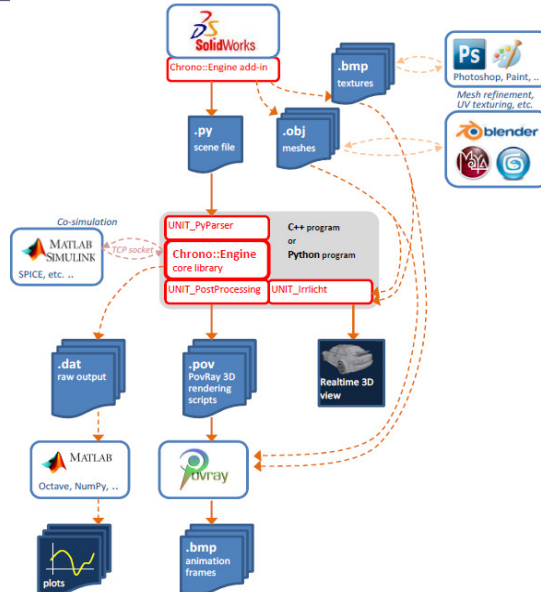 SolidWorks
Chrono::Engine add-in
.bmp
textures
Ps
Photoshop, Paint, ..
Mesh refinement,
UV texturing, etc.
.py
scene file
.obj
meshes
blender
MAYA
Co-simulation
MATLAB
SIMULINK
SPICE, etc. ..
TCP socket
UNIT_PyParser
Chrono::Engine
core library
UNIT_PostProcessing
UNIT_Irrlicht
C++ program
or
Python program
.dat
raw output
.pov
PovRay 3D
rendering
scripts
Realtime 3D
view
MATLAB
Octave, NumPy, ..
Povray
plots
.bmp
animation
frames